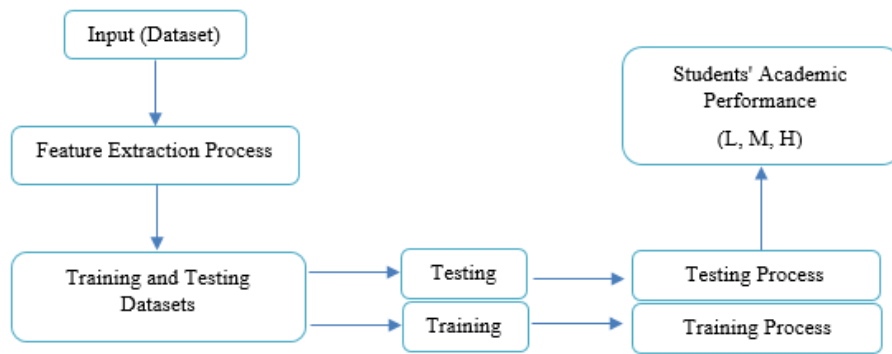 Input (Dataset)
Feature Extraction Process
Training and Testing
Datasets
Testing
Training
Testing Process
Training Process
Students' Academic
Performance
(L, M, H)